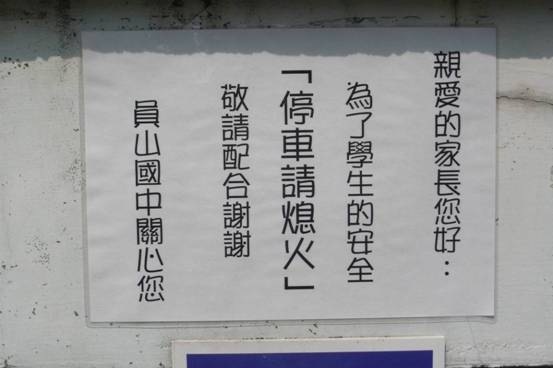 親愛的家長您好：
為了學生的安全
「停車請熄火」
敬請配合謝謝
員山國中關心您